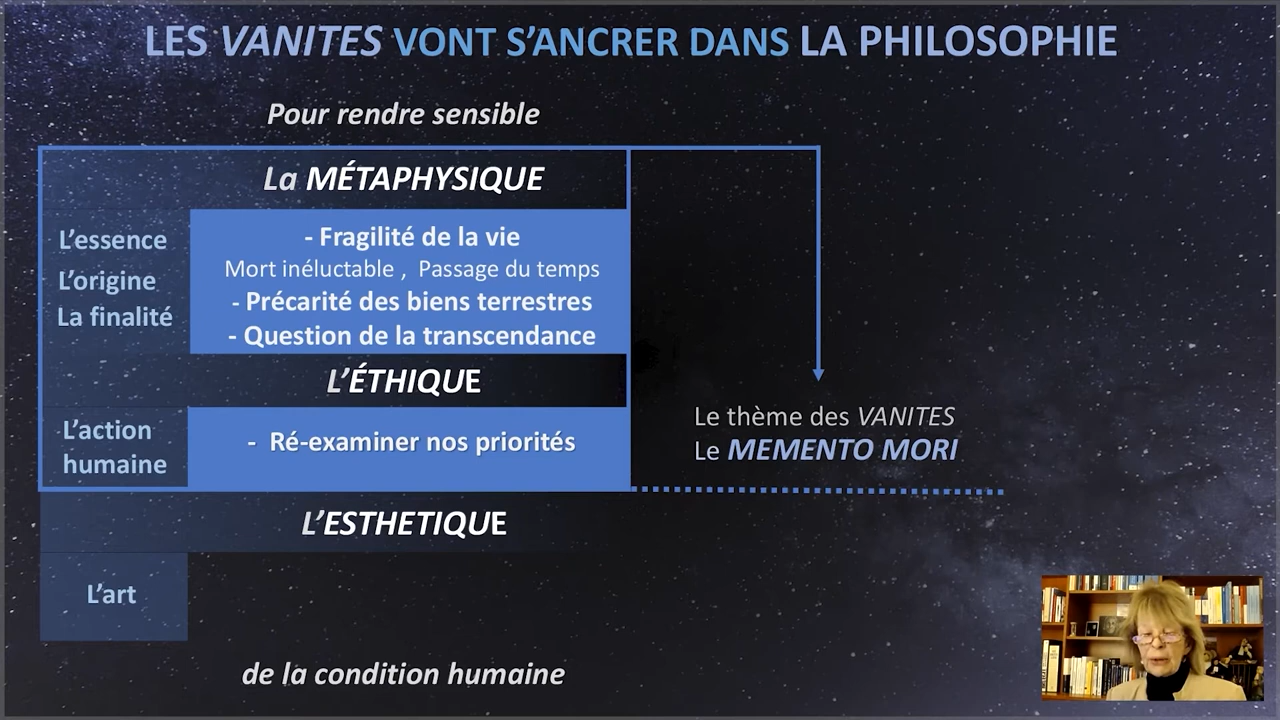 LES VANITES VONT S'ANCRER DANS LA PHILOSOPHIE
Pour rendre sensible
La MÉTAPHYSIQUE
L'essence
L'origine
La finalité
- Fragilité de la vie
Mort inéluctable , Passage du temps
- Précarité des biens terrestres
- Question de la transcendance
L'ÉTHIQUE
L'action
humaine
- Ré-examiner nos priorités
Le thème des VANITES
Le MEMENTO MORI
L'ESTHETIQUE
L'art
de la condition humaine